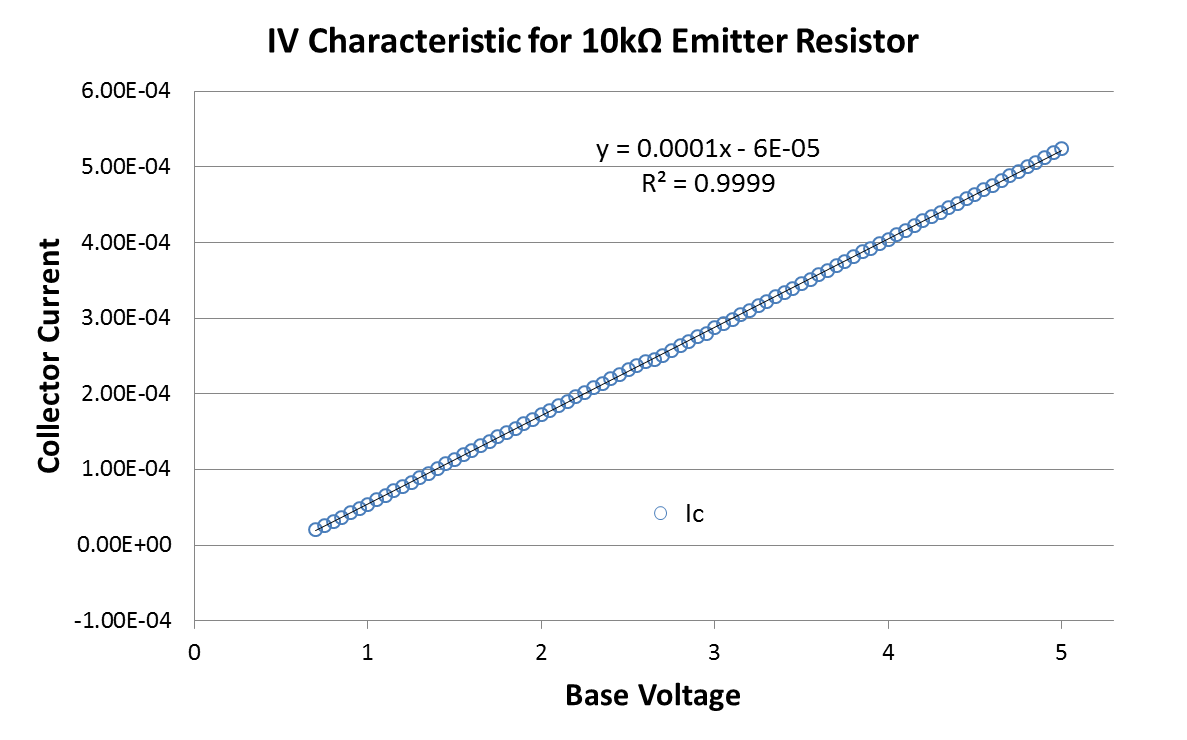 IV Characteristic for 10kΩ Emitter Resistor
6.00E-04
y = 0.0001x - 6E-05
5.00E-04
R² = 0.9999
4.00E-04
3.00E-04
2.00E-04
1.00E-04
Ic
0.00E+00
-1.00E-04
0 1 2 3 4 5
Collector Current
Base Voltage